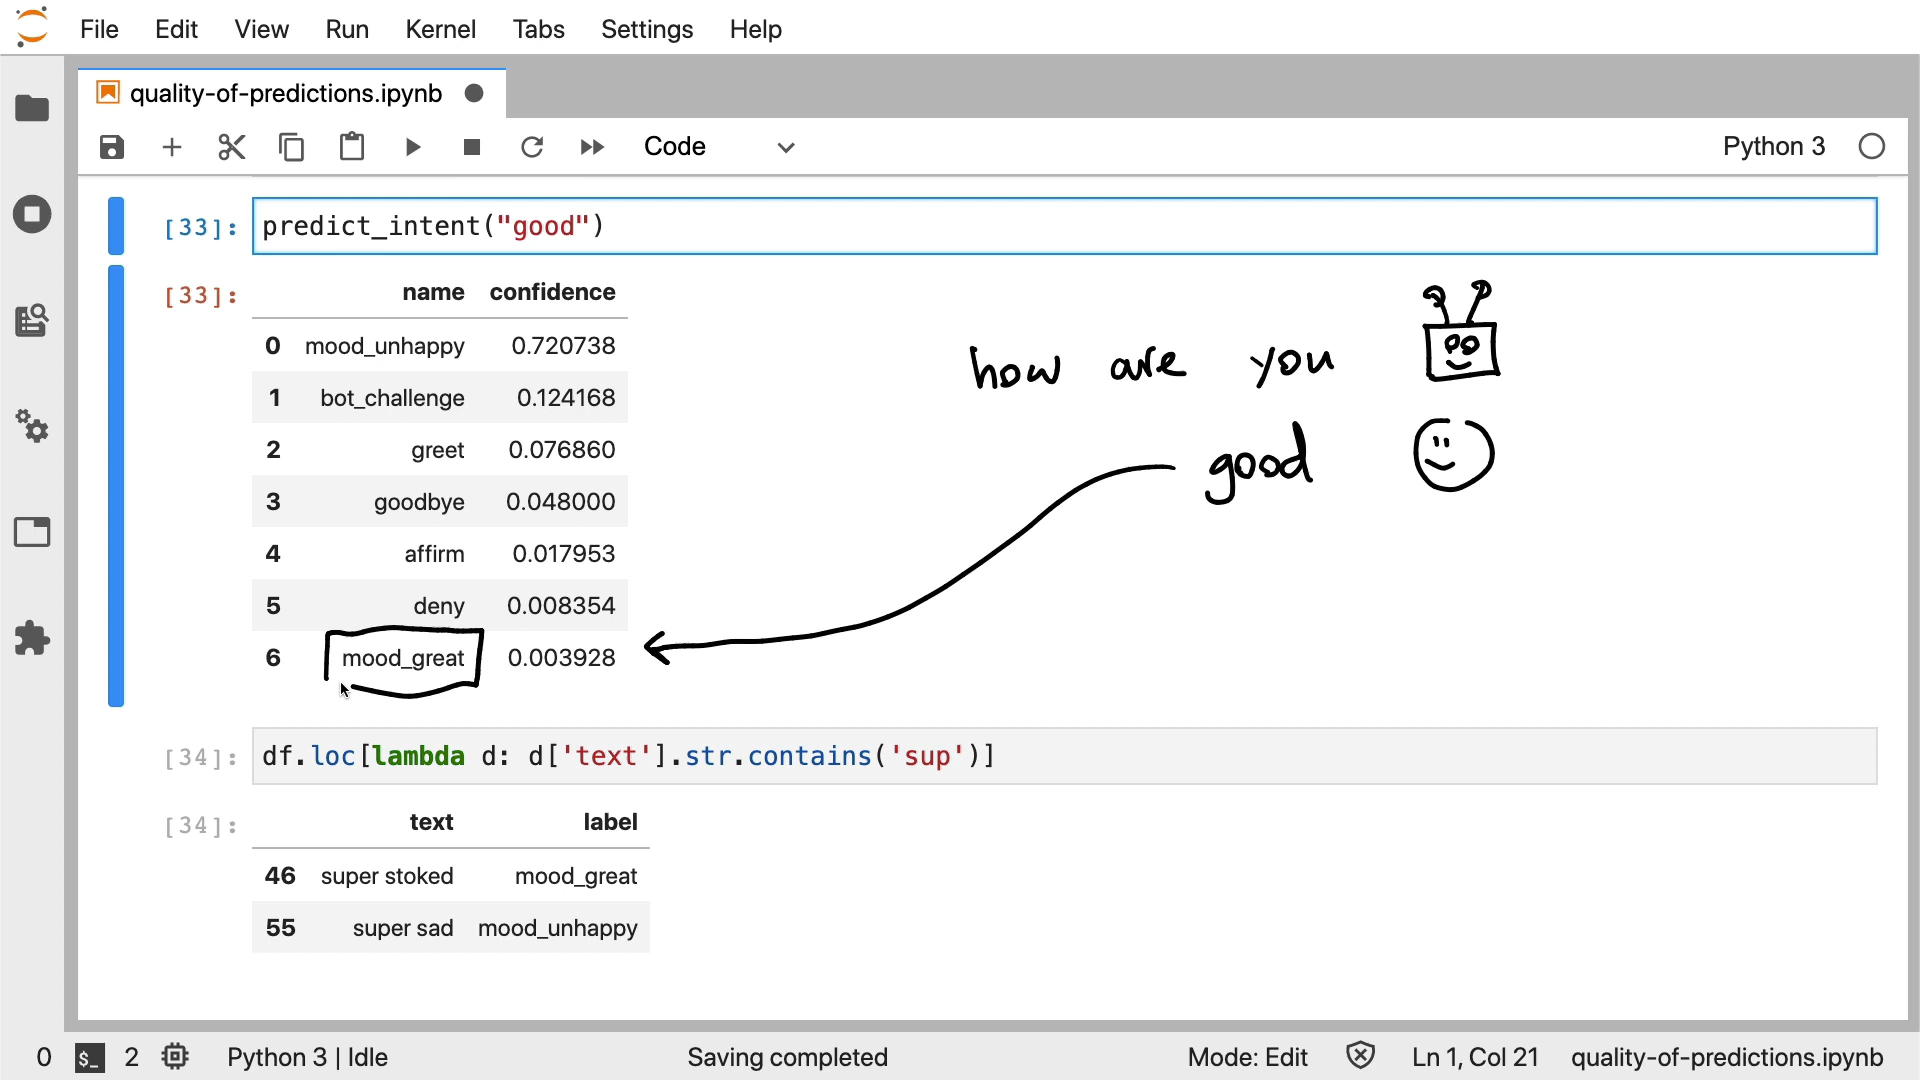 File Edit View Run Kernel Tabs Settings Help
quality-of-predictions.ipynb
Code Python 3
[33]: predict_intent("good")
[33]: name confidence
0 mood_unhappy 0.720738
1 bot_challenge 0.124168
2 greet 0.076860
3 goodbye 0.048000
4 affirm 0.017953
5 deny 0.008354
6 mood_great 0.003928
how are you
good
[34]: df.loc[lambda d: d['text'].str.contains('sup')]
[34]: text label
46 super stoked mood_great
55 super sad mood_unhappy
0 $_ 2 Python 3 | Idle Saving completed Mode: Edit Ln 1, Col 21 quality-of-predictions.ipynb